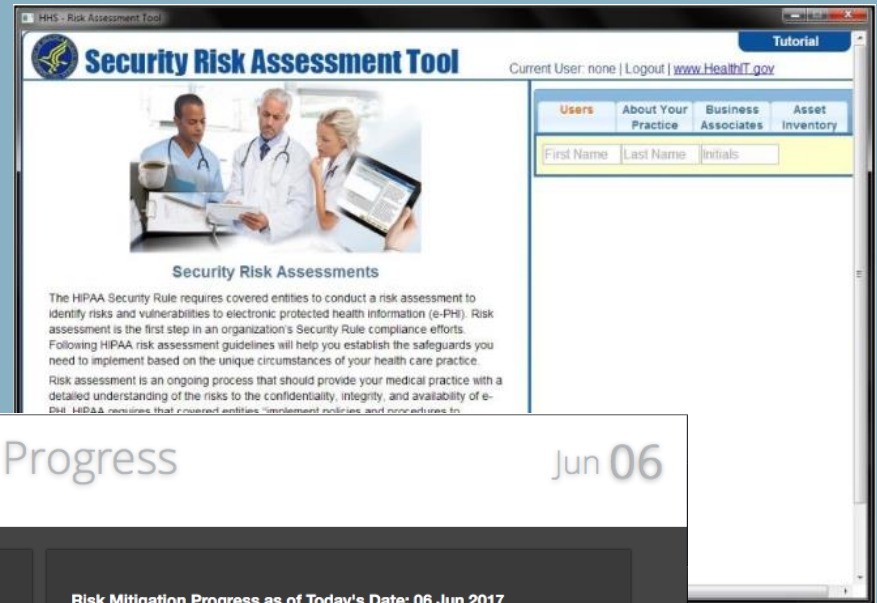 HHS - Risk Assessment Tool
Tutorial
Security Risk Assessment Tool
Current User: none | Logout | www.HealthIT.gov
Users
About Your Practice
Business Associates
Asset Inventory
First Name
Last Name
Initials
Security Risk Assessments
The HIPAA Security Rule requires covered entities to conduct a risk assessment to
identify risks and vulnerabilities to electronic protected health information (e-PHI). Risk
assessment is the first step in an organization's Security Rule compliance efforts.
Following HIPAA risk assessment guidelines will help you establish the safeguards you
need to implement based on the unique circumstances of your health care practice.
Risk assessment is an ongoing process that should provide your medical practice with a
detailed understanding of the risks to the confidentiality, integrity, and availability of e-
PHI. HIPAA requires that covered entities "implement policies and procedures to
Progress
Jun 06
Risk Mitigation Progress as of Today's Date: 06 Jun 2017